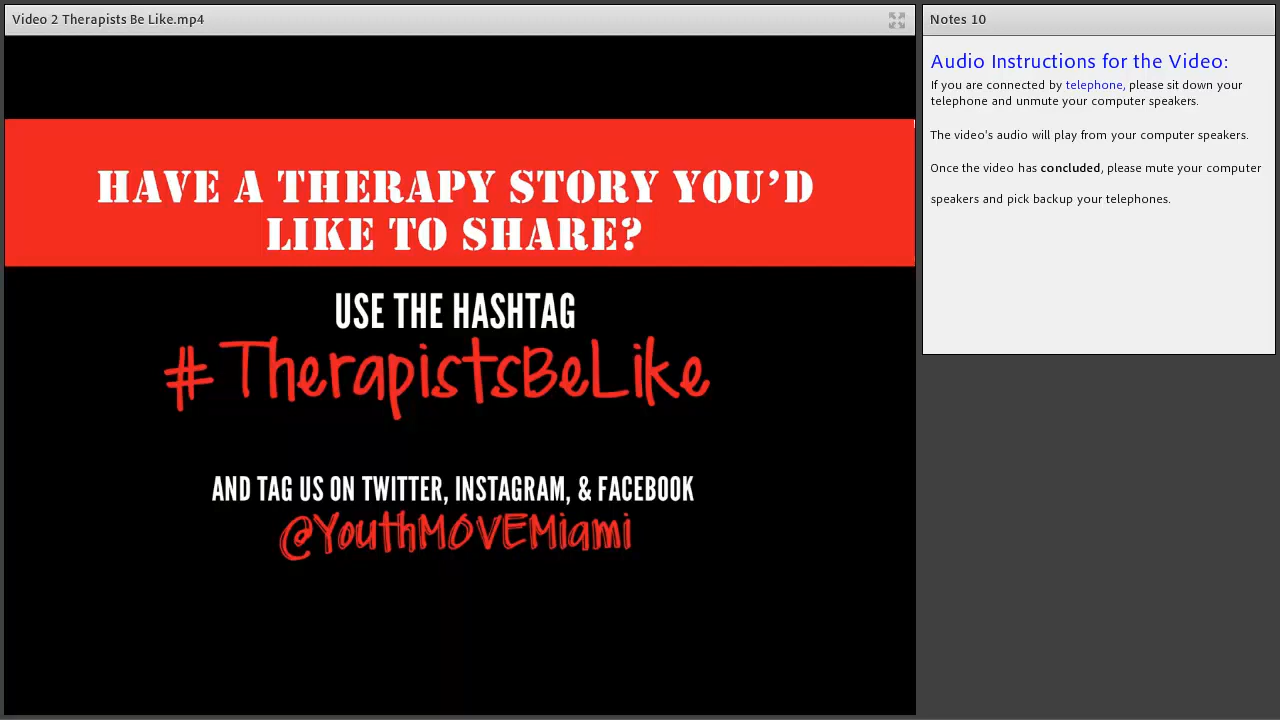 Video 2 Therapists Be Like.mp4
HAVE A THERAPY STORY YOU'D
LIKE TO SHARE?
USE THE HASHTAG
#TherapistsBeLike
AND TAG US ON TWITTER, INSTAGRAM, & FACEBOOK
@YouthMOVEMiami
Notes 10
Audio Instructions for the Video:
If you are connected by telephone, please sit down your
telephone and unmute your computer speakers.
The video's audio will play from your computer speakers.
Once the video has concluded, please mute your computer
speakers and pick backup your telephones.